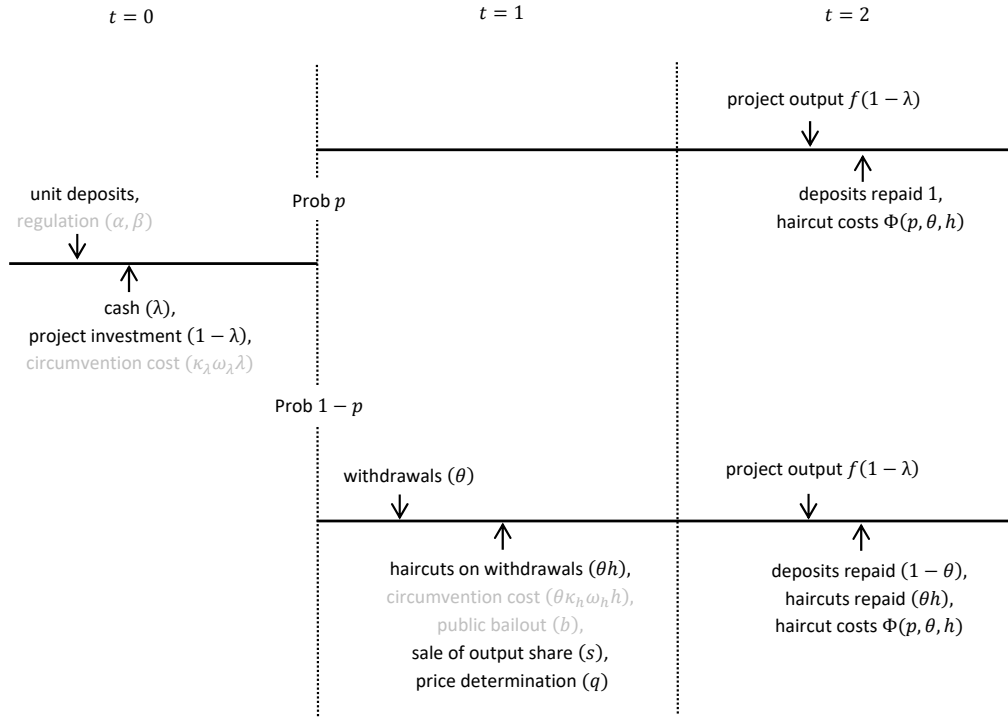 t = 0
t = 1
t = 2
project output f(1 − λ)
unit deposits,
regulation (α, β)
Prob p
deposits repaid 1,
haircut costs Φ(p, θ, h)
cash (λ),
project investment (1 − λ),
circumvention cost (κ_λ ω_λ λ)
Prob 1 − p
withdrawals (θ)
project output f(1 − λ)
haircuts on withdrawals (θh),
circumvention cost (θκ_h ω_h h),
public bailout (b),
sale of output share (s),
price determination (q)
deposits repaid (1 − θ),
haircuts repaid (θh),
haircut costs Φ(p, θ, h)